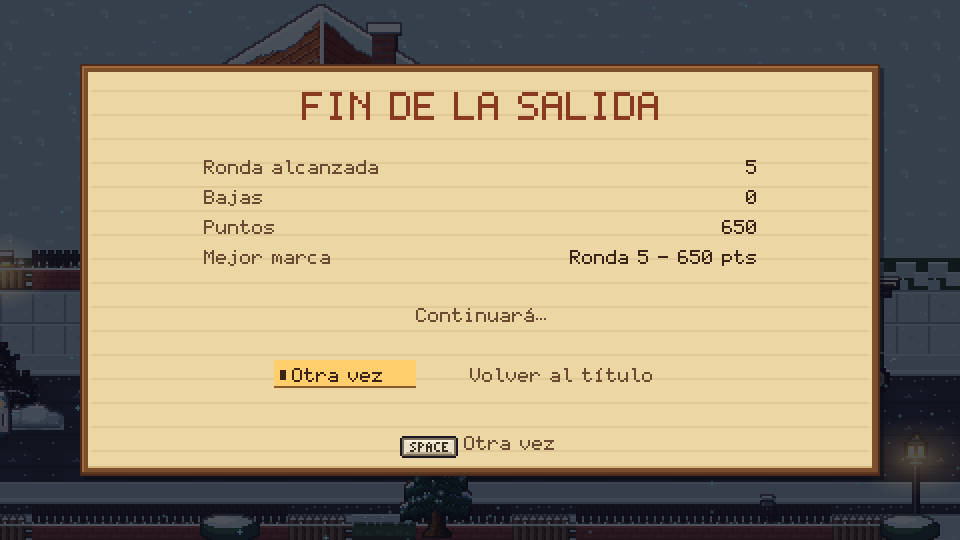 FIN DE LA SALIDA
Ronda alcanzada 5
Bajas 0
Puntos 650
Mejor marca Ronda 5 – 650 pts
Continuará…
Otra vez Volver al título
SPACE Otra vez